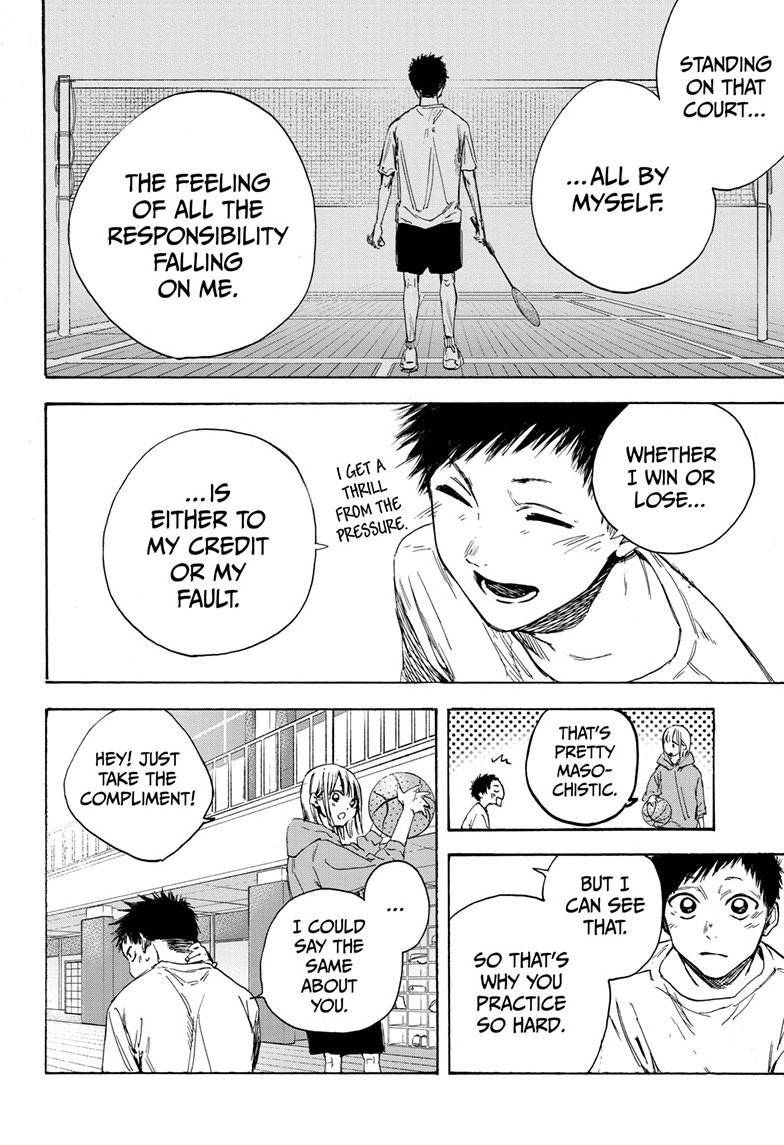 STANDING
ON THAT
COURT...
...ALL BY
MYSELF.
THE FEELING
OF ALL THE
RESPONSIBILITY
FALLING
ON ME.
WHETHER
I WIN OR
LOSE...
I GET A
THRILL
FROM THE
PRESSURE.
...IS
EITHER TO
MY CREDIT
OR MY
FAULT.
THAT'S
PRETTY
MASO-
CHISTIC.
BUT I
CAN SEE
THAT.
SO THAT'S
WHY YOU
PRACTICE
SO HARD.
...
I COULD
SAY THE
SAME
ABOUT
YOU.
HEY! JUST
TAKE THE
COMPLIMENT!